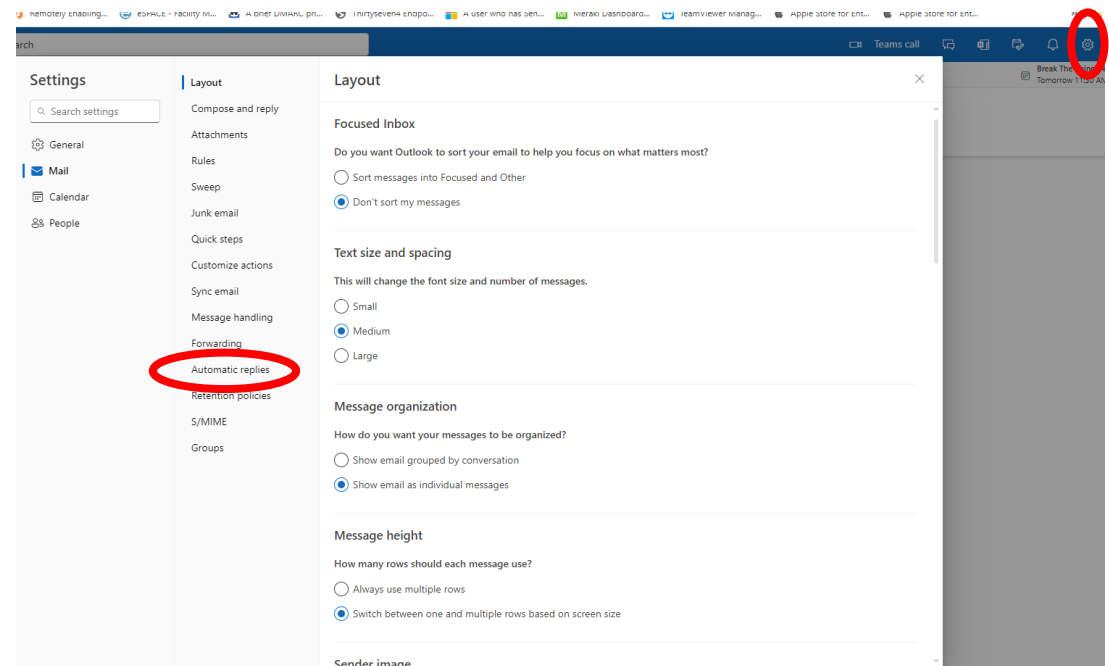 Remotely Enabling... eSPACE - Facility M... A brief DMARC pri... Thirtyseven4 Endpo... A user who has Sen... Meraki Dashboard... TeamViewer Manag... Apple Store for Ent... Apple Store for Ent...
arch Teams call
Break The
Tomorrow 11:30 AM
Settings
Search settings
General
Mail
Calendar
People
Layout
Compose and reply
Attachments
Rules
Sweep
Junk email
Quick steps
Customize actions
Sync email
Message handling
Forwarding
Automatic replies
Retention policies
S/MIME
Groups
Layout
Focused Inbox
Do you want Outlook to sort your email to help you focus on what matters most?
Sort messages into Focused and Other
Don't sort my messages
Text size and spacing
This will change the font size and number of messages.
Small
Medium
Large
Message organization
How do you want your messages to be organized?
Show email grouped by conversation
Show email as individual messages
Message height
How many rows should each message use?
Always use multiple rows
Switch between one and multiple rows based on screen size
Sender image